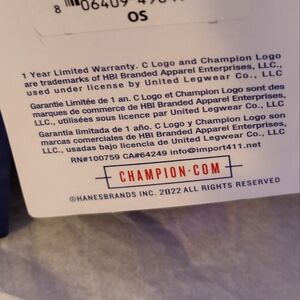 8 06409
OS
1 Year Limited Warranty. C Logo and Champion Logo
are trademarks of HBI Branded Apparel Enterprises, LLC.,
used under license by United Legwear Co., LLC
Garantie Limitée de 1 an. C Logo et Champion Logo sont des
marques de commerce de HBI Branded Apparel Enterprises,
LLC., utilisées sous licence par United Legwear Co., LLC
Garantía limitada de 1 año. C Logo y Champion Logo son
marcas comerciales de HBI Branded Apparel Enterprises,
LLC., usadas bajo licencia de United Legwear Co., LLC
RN#100759 CA#64249 info@import411.net
CHAMPION.COM
©HANESBRANDS INC. 2022 ALL RIGHTS RESERVED